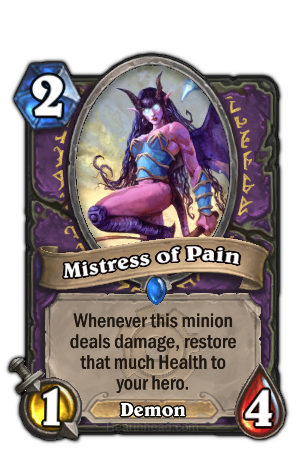 2
Mistress of Pain
Whenever this minion
deals damage, restore
that much Health to
your hero.
1
Demon
4